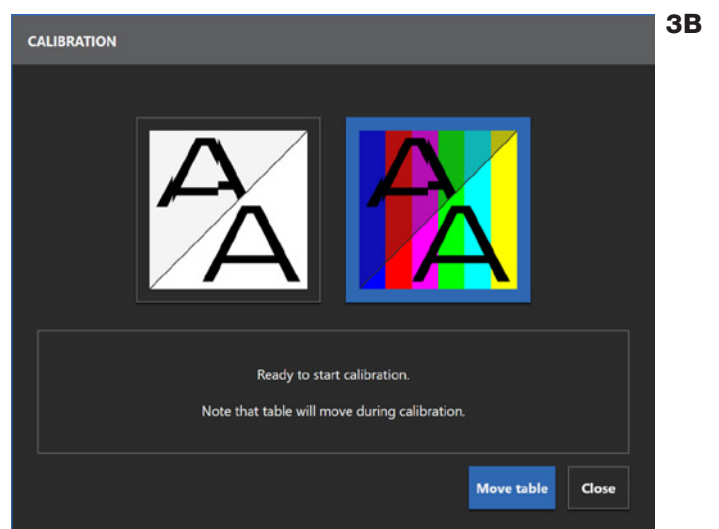 3B
CALIBRATION
A A
A A
Ready to start calibration.
Note that table will move during calibration.
Move table Close